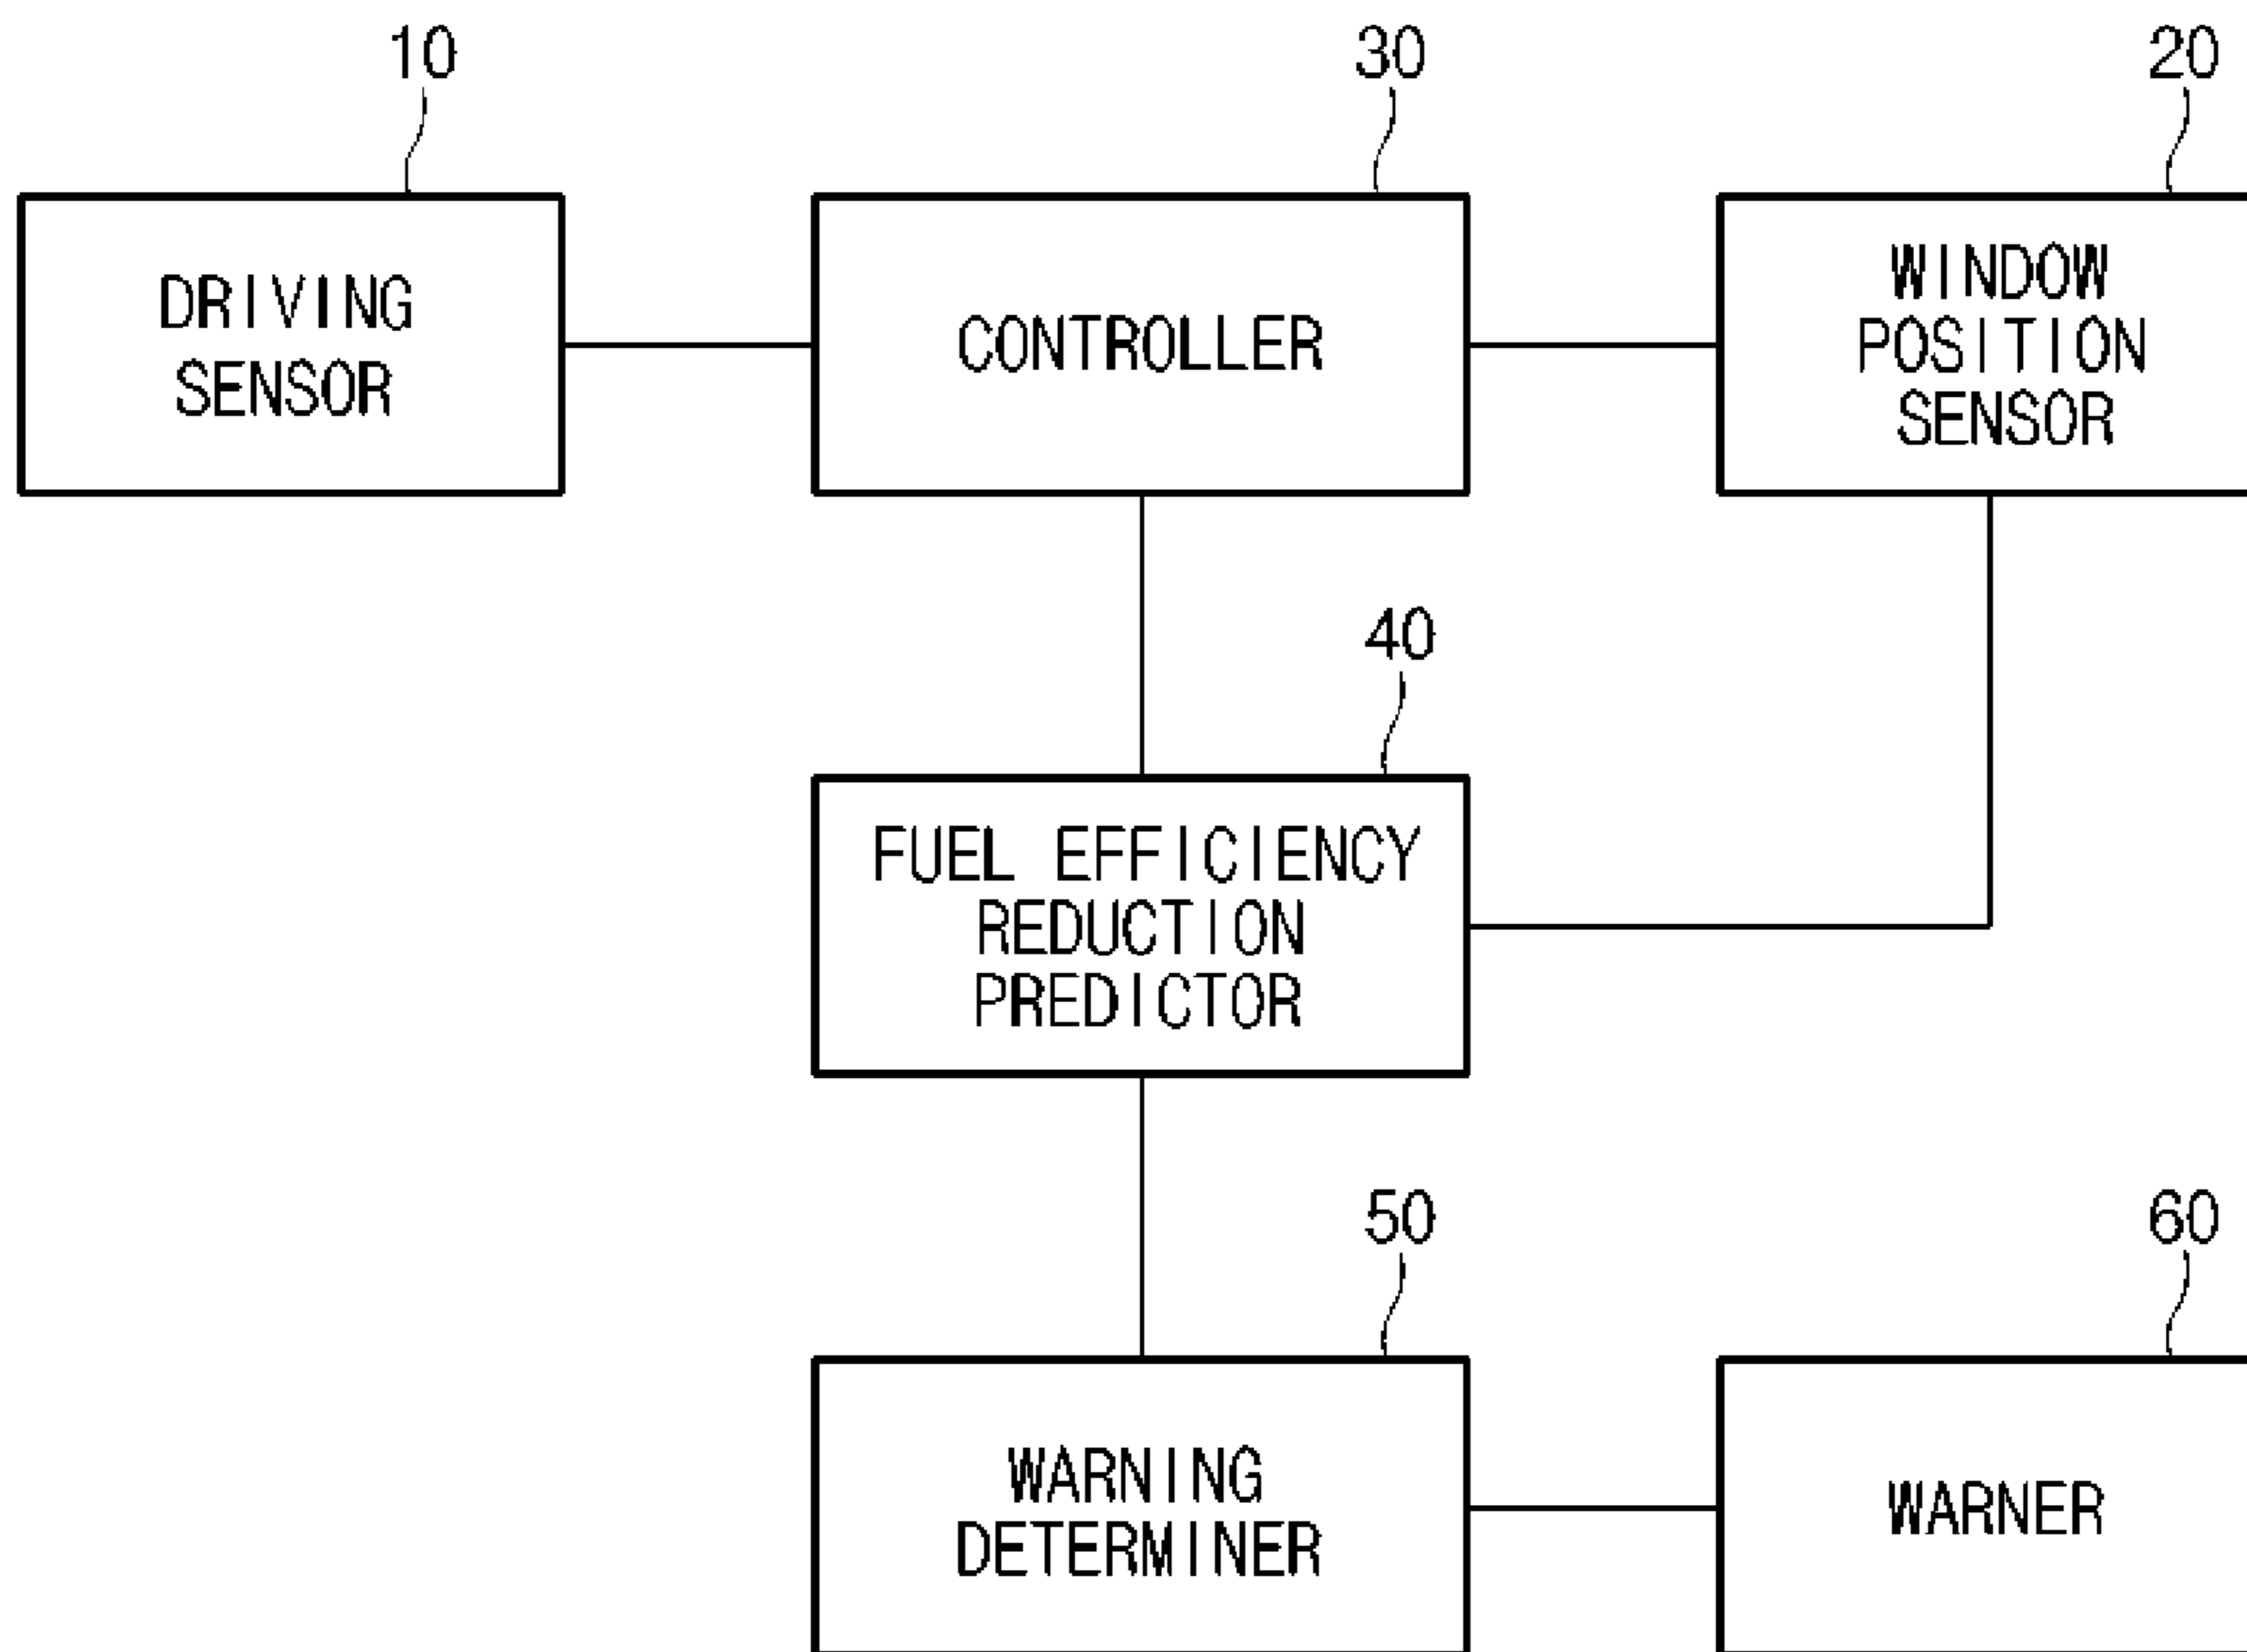 10
30
20
DRIVING
SENSOR
CONTROLLER
WINDOW
POSITION
SENSOR
40
FUEL EFFICIENCY
REDUCTION
PREDICTOR
50
60
WARNING
DETERMINER
WARNER